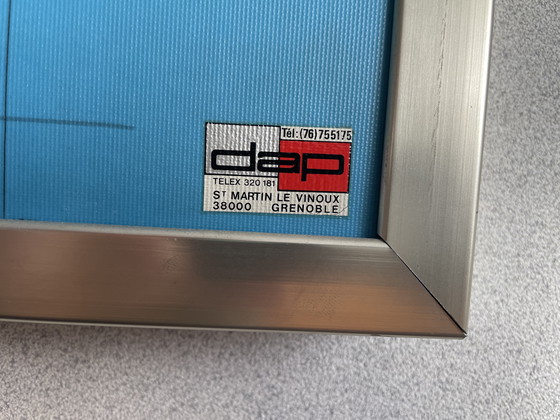 Tél:(76)755175
dap
TELEX 320 181
ST MARTIN LE VINOUX
38000 GRENOBLE